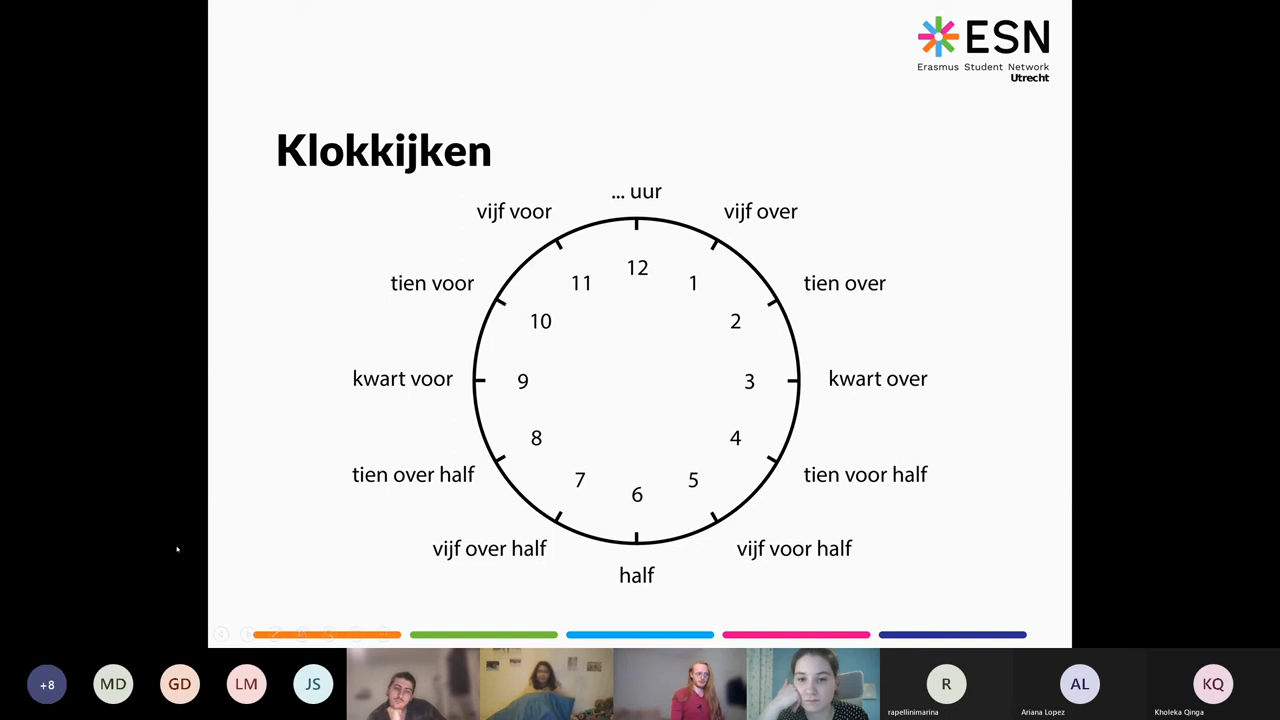 ESN
Erasmus Student Network
Utrecht
Klokkijken
... uur
vijf voor
vijf over
tien voor
tien over
kwart voor
kwart over
tien over half
tien voor half
vijf over half
vijf voor half
half
12
1
2
3
4
5
6
7
8
9
10
11
+8
MD
GD
LM
JS
R
rapellinimarina
AL
Ariana Lopez
KQ
Kholeka Qinga